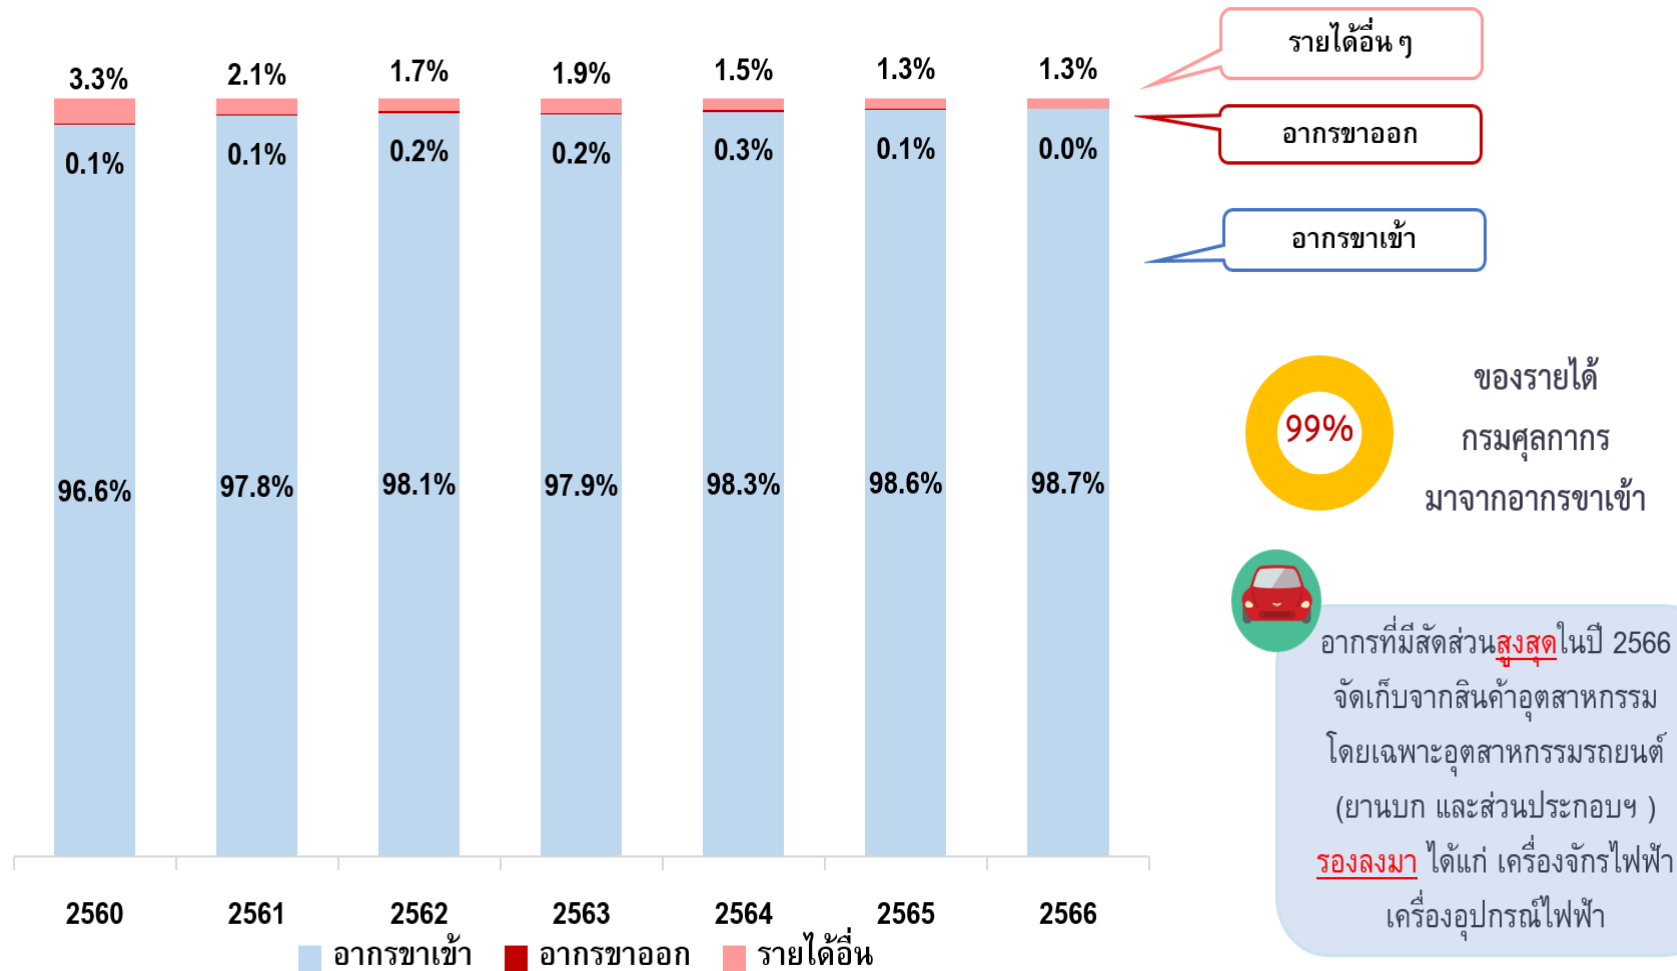 3.3% 2.1% 1.7% 1.9% 1.5% 1.3% 1.3%
0.1% 0.1% 0.2% 0.2% 0.3% 0.1% 0.0%
96.6% 97.8% 98.1% 97.9% 98.3% 98.6% 98.7%
2560 2561 2562 2563 2564 2565 2566
อากรขาเข้า อากรขาออก รายได้อื่น
รายได้อื่น ๆ
อากรขาออก
อากรขาเข้า
99%
ของรายได้
กรมศุลกากร
มาจากอากรขาเข้า
อากรที่มีสัดส่วนสูงสุดในปี 2566
จัดเก็บจากสินค้าอุตสาหกรรม
โดยเฉพาะอุตสาหกรรมรถยนต์
(ยานบก และส่วนประกอบฯ )
รองลงมา ได้แก่ เครื่องจักรไฟฟ้า
เครื่องอุปกรณ์ไฟฟ้า